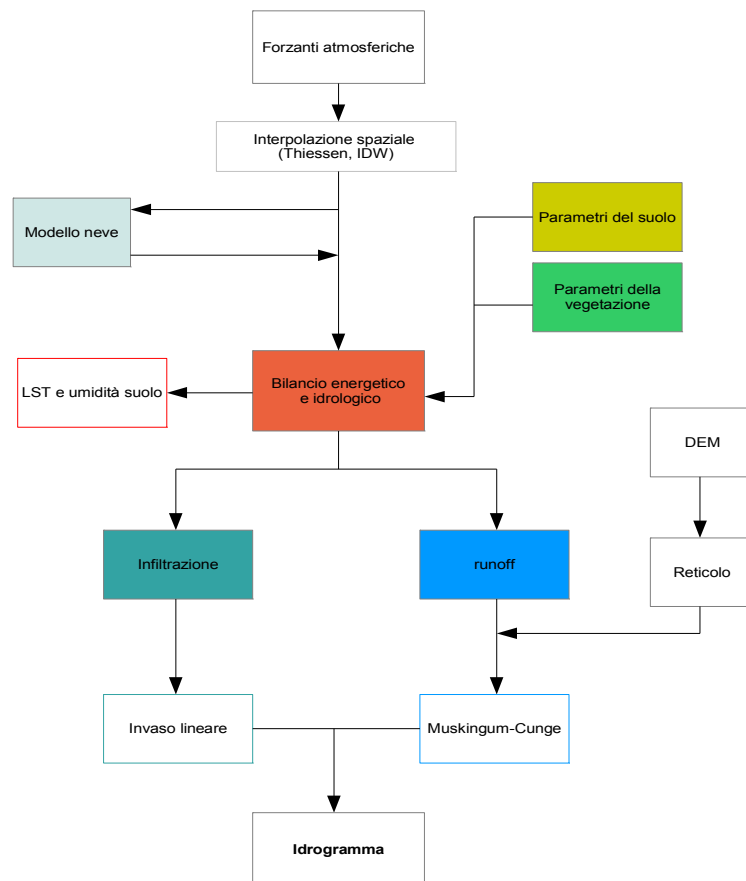 Forzanti atmosferiche
Interpolazione spaziale
(Thiessen, IDW)
Modello neve
Parametri del suolo
Parametri della
vegetazione
LST e umidità suolo
Bilancio energetico
e idrologico
DEM
Infiltrazione
runoff
Reticolo
Invaso lineare
Muskingum-Cunge
Idrogramma